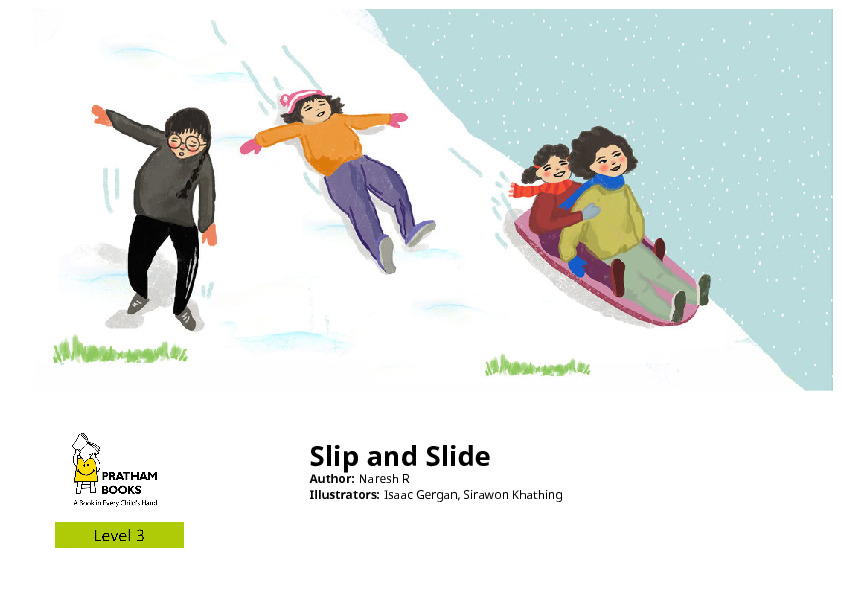 PRATHAM
BOOKS
A Book in Every Child's Hand
Level 3
Slip and Slide
Author: Naresh R
Illustrators: Isaac Gergan, Sirawon Khathing